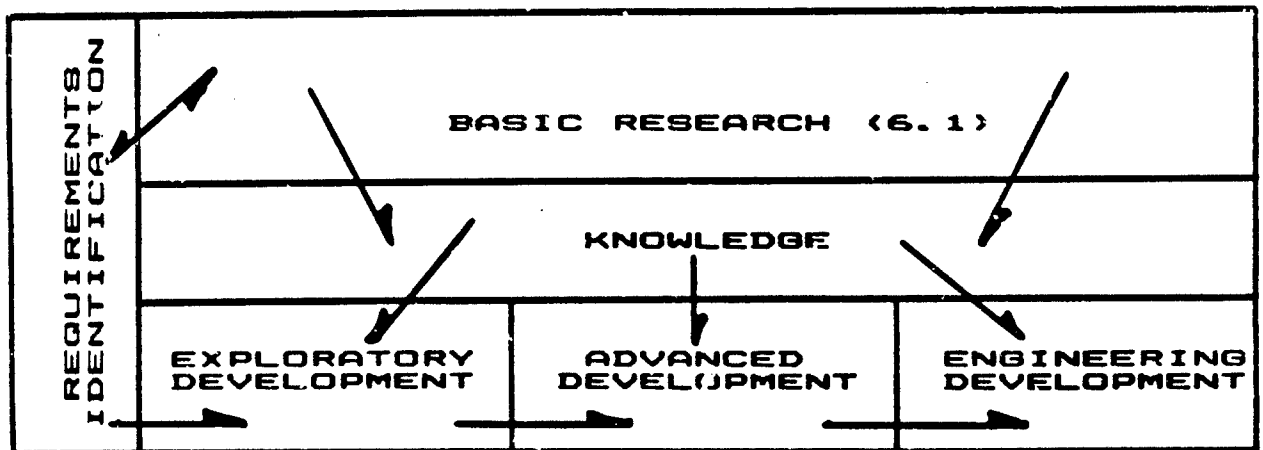 REQUIREMENTS
IDENTIFICATION
BASIC RESEARCH (6.1)
KNOWLEDGE
EXPLORATORY
DEVELOPMENT
ADVANCED
DEVELOPMENT
ENGINEERING
DEVELOPMENT